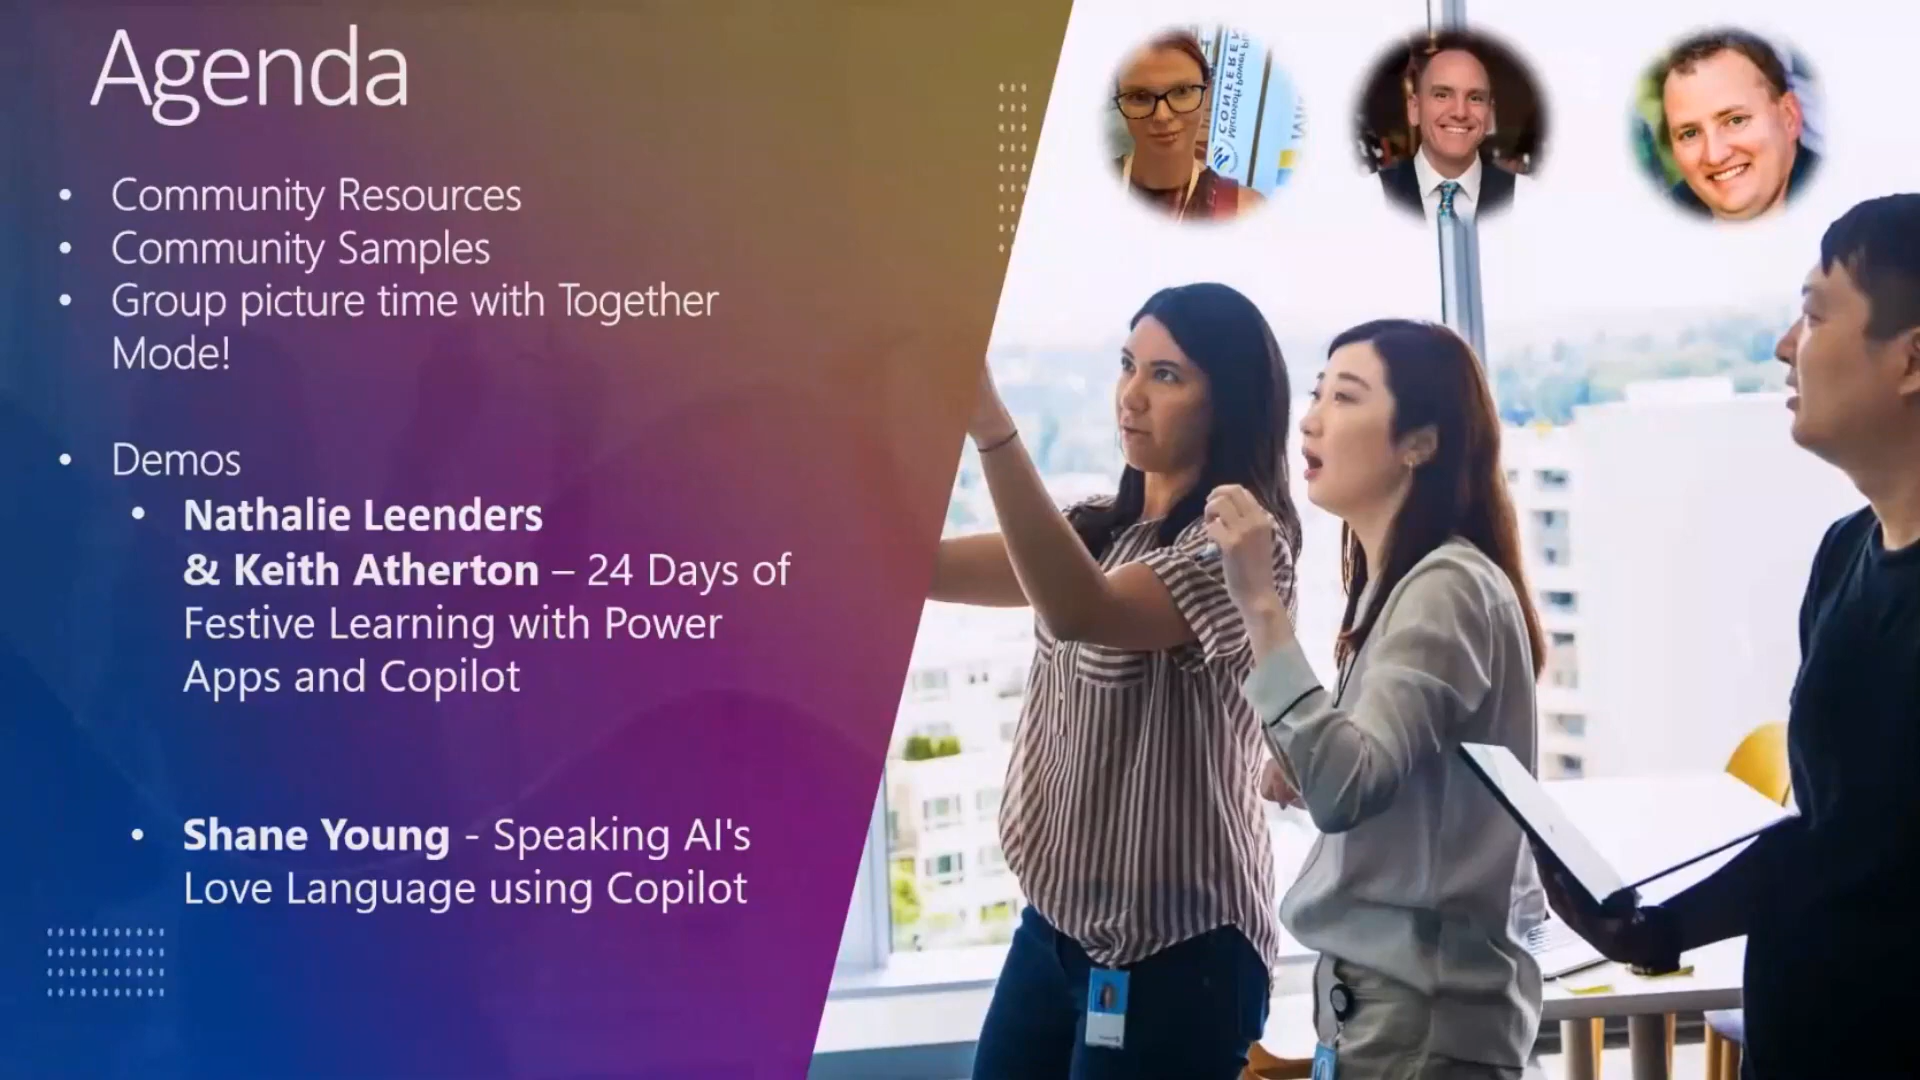 Agenda
• Community Resources
• Community Samples
• Group picture time with Together
Mode!
• Demos
• Nathalie Leenders
& Keith Atherton – 24 Days of
Festive Learning with Power
Apps and Copilot
• Shane Young - Speaking AI's
Love Language using Copilot